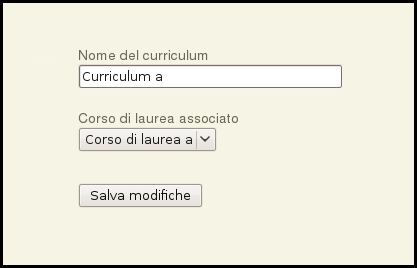 Nome del curriculum
Curriculum a
Corso di laurea associato
Corso di laurea a
Salva modifiche